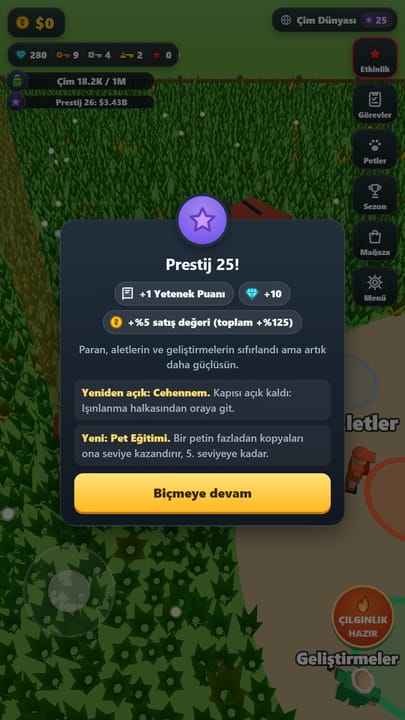 $0
Çim Dünyası 25
280 9 4 2 0
Çim 18.2K / 1M
Prestij 26: $3.43B
Etkinlik
Görevler
Petler
Sezon
Mağaza
Menü
Prestij 25!
+1 Yetenek Puanı +10
+%5 satış değeri (toplam +%125)
Paran, aletlerin ve geliştirmelerin sıfırlandı ama artık
daha güçlüsün.
Yeniden açık: Cehennem. Kapısı açık kaldı:
Işınlanma halkasından oraya git.
Yeni: Pet Eğitimi. Bir petin fazladan kopyaları
ona seviye kazandırır, 5. seviyeye kadar.
Biçmeye devam
letler
ÇILGINLIK
HAZIR
Geliştirmeler